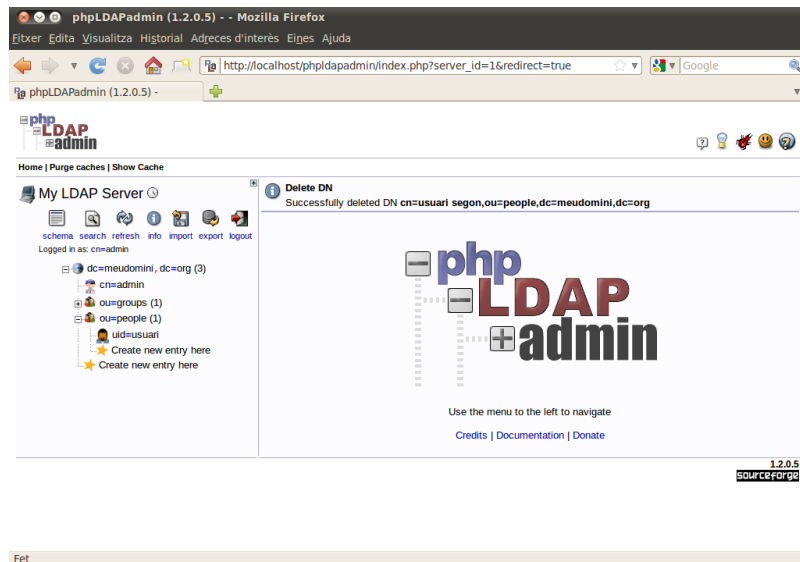 phpLDAPadmin (1.2.0.5) - - Mozilla Firefox
Fitxer Edita Visualitza Historial Adreces d'interès Eines Ajuda
http://localhost/phpldapadmin/index.php?server_id=1&redirect=true
Google
phpLDAPadmin (1.2.0.5) -
php
LDAP
admin
Home | Purge caches | Show Cache
My LDAP Server
schema search refresh info import export logout
Logged in as: cn=admin
dc=meudomini, dc=org (3)
cn=admin
ou=groups (1)
ou=people (1)
uid=usuari
Create new entry here
Create new entry here
Delete DN
Successfully deleted DN cn=usuari segon,ou=people,dc=meudomini,dc=org
php
LDAP
admin
Use the menu to the left to navigate
Credits | Documentation | Donate
1.2.0.5
sourceforge
Fet